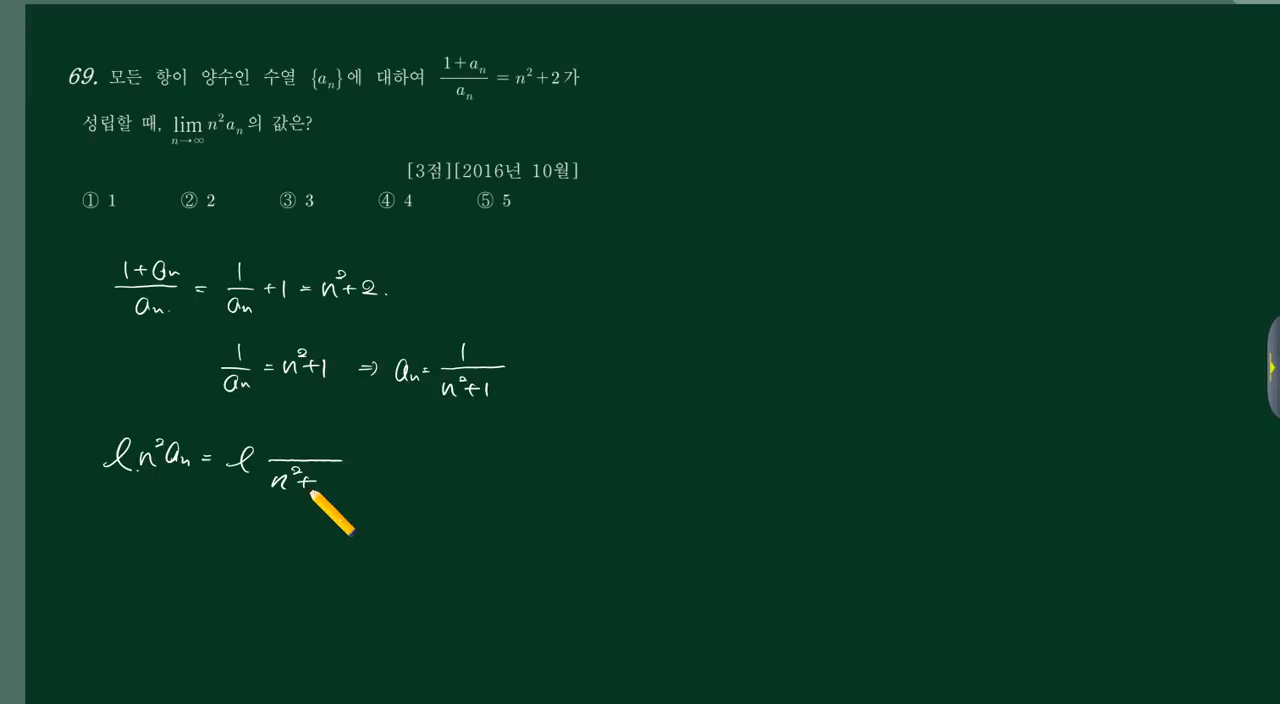 69. 모든 항이 양수인 수열 {aₙ}에 대하여 (1+aₙ)/aₙ = n²+2가
성립할 때, lim_{n→∞} n²aₙ의 값은?
[3점][2016년 10월]
① 1 ② 2 ③ 3 ④ 4 ⑤ 5
(1+aₙ)/aₙ. = 1/aₙ +1 = n²+2.
1/aₙ = n²+1 ⇒ aₙ = 1/(n²+1)
l n²aₙ = l /(n²+